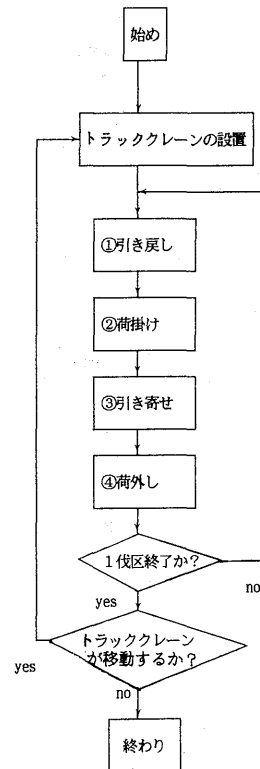 始め
トラッククレーンの設置
①引き戻し
②荷掛け
③引き寄せ
④荷外し
1伐区終了か?
no
yes
トラッククレーン
が移動するか?
yes
no
終わり